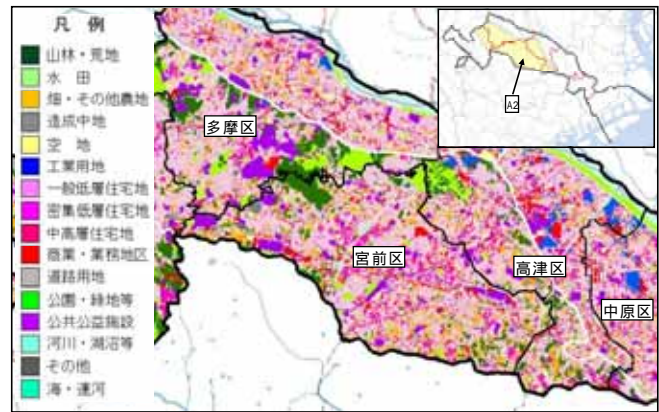 凡 例
山林・荒地
水 田
畑・その他農地
造成中地
空 地
工業用地
一般低層住宅地
密集低層住宅地
中高層住宅地
商業・業務地区
道路用地
公園・緑地等
公共公益施設
河川・湖沼等
その他
海・運河
A2
多摩区
宮前区
高津区
中原区